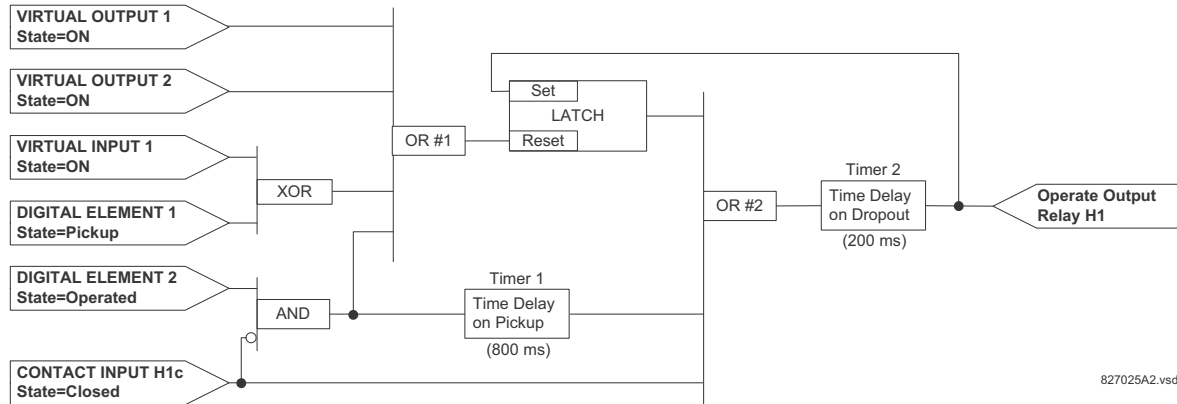 VIRTUAL OUTPUT 1
State=ON
VIRTUAL OUTPUT 2
State=ON
VIRTUAL INPUT 1
State=ON
DIGITAL ELEMENT 1
State=Pickup
DIGITAL ELEMENT 2
State=Operated
CONTACT INPUT H1c
State=Closed
XOR
AND
OR #1
Set
LATCH
Reset
Timer 1
Time Delay
on Pickup
(800 ms)
OR #2
Timer 2
Time Delay
on Dropout
(200 ms)
Operate Output
Relay H1
827025A2.vsd